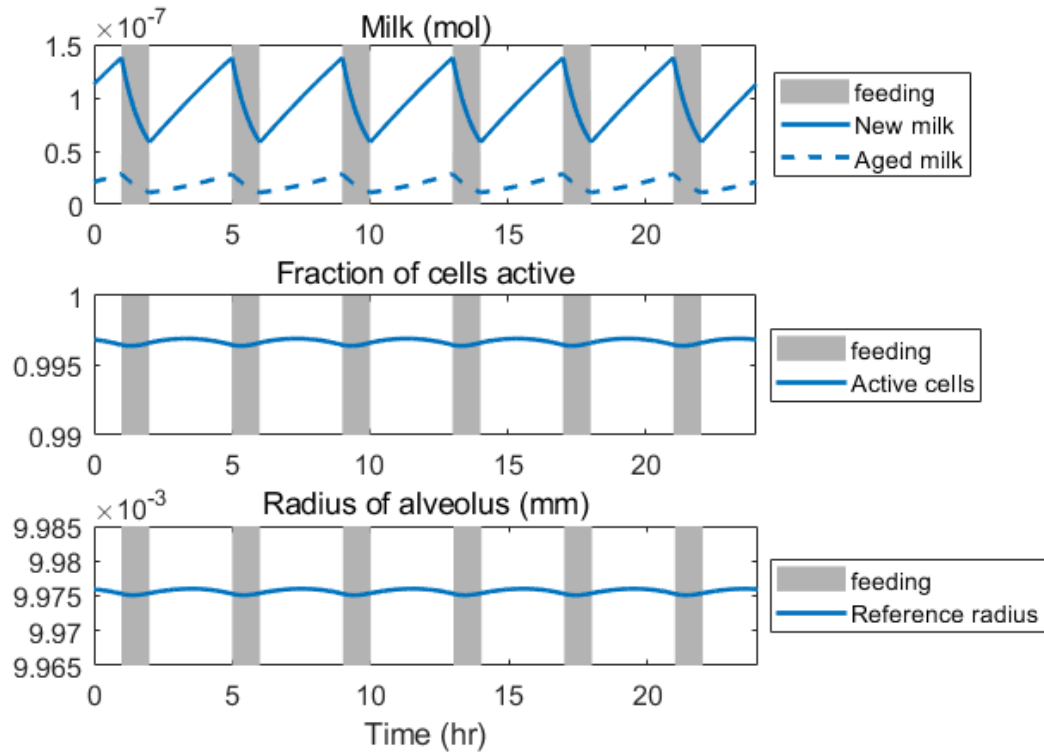 ×10⁻⁷
Milk (mol)
1.5
1
0.5
0
0 5 10 15 20
feeding
New milk
Aged milk
Fraction of cells active
1
0.995
0.99
0 5 10 15 20
feeding
Active cells
×10⁻³
Radius of alveolus (mm)
9.985
9.98
9.975
9.97
9.965
0 5 10 15 20
feeding
Reference radius
Time (hr)